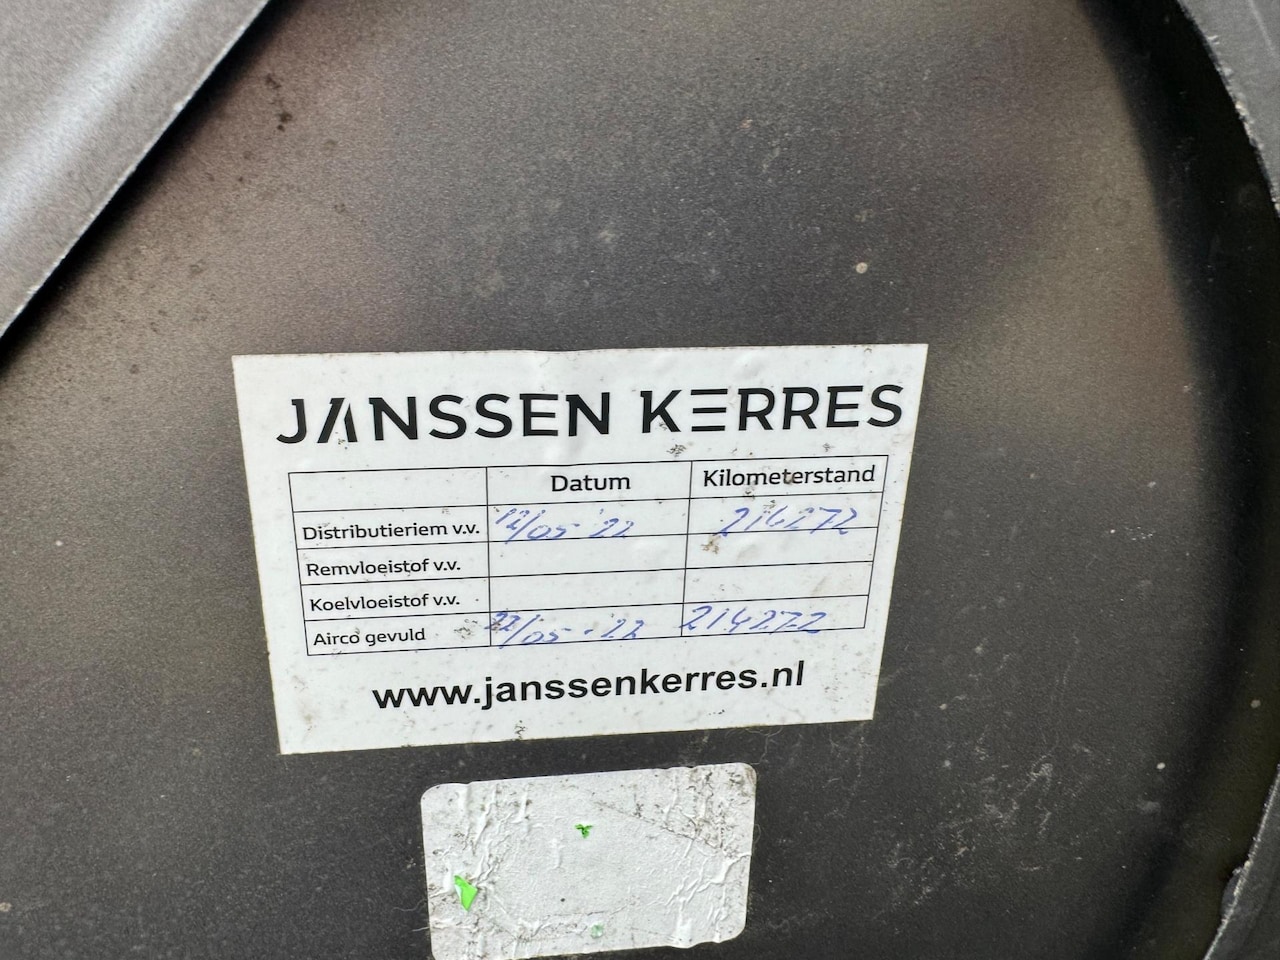 JANSSEN KERRES
Datum Kilometerstand
Distributieriem v.v. 12/05-'22 214272
Remvloeistof v.v.
Koelvloeistof v.v.
Airco gevuld /05-'22 214272
www.janssenkerres.nl